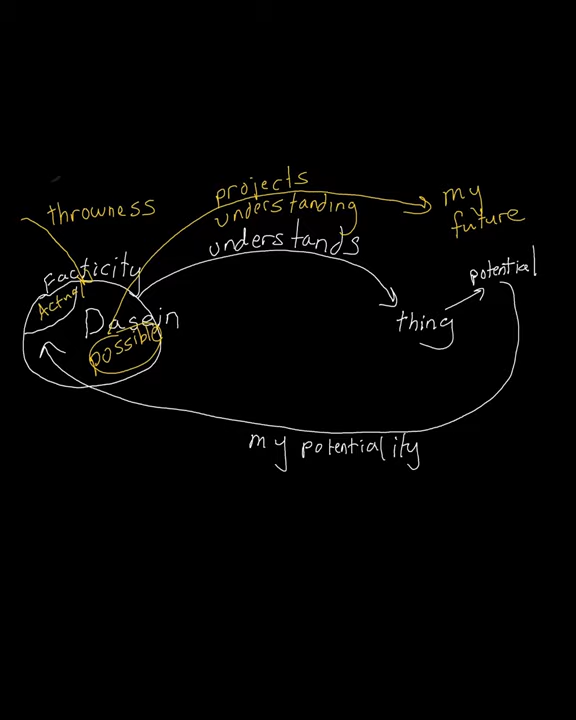 projects
understanding
my
future
throwness
understands
Facticity
potential
Actual
Dasein
thing
possible
my potentiality